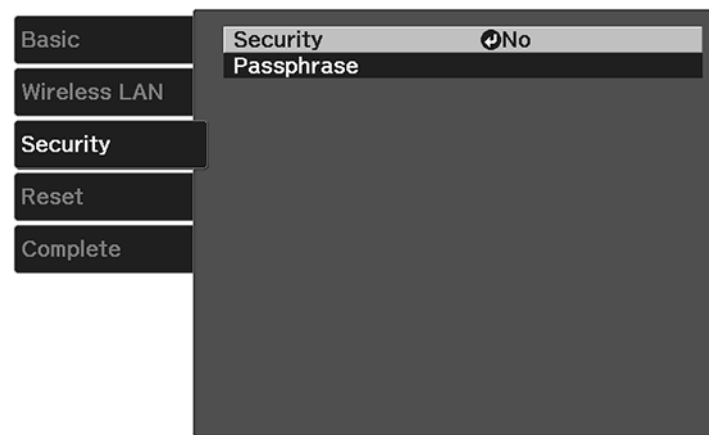 Basic
Wireless LAN
Security
Reset
Complete
Security No
Passphrase